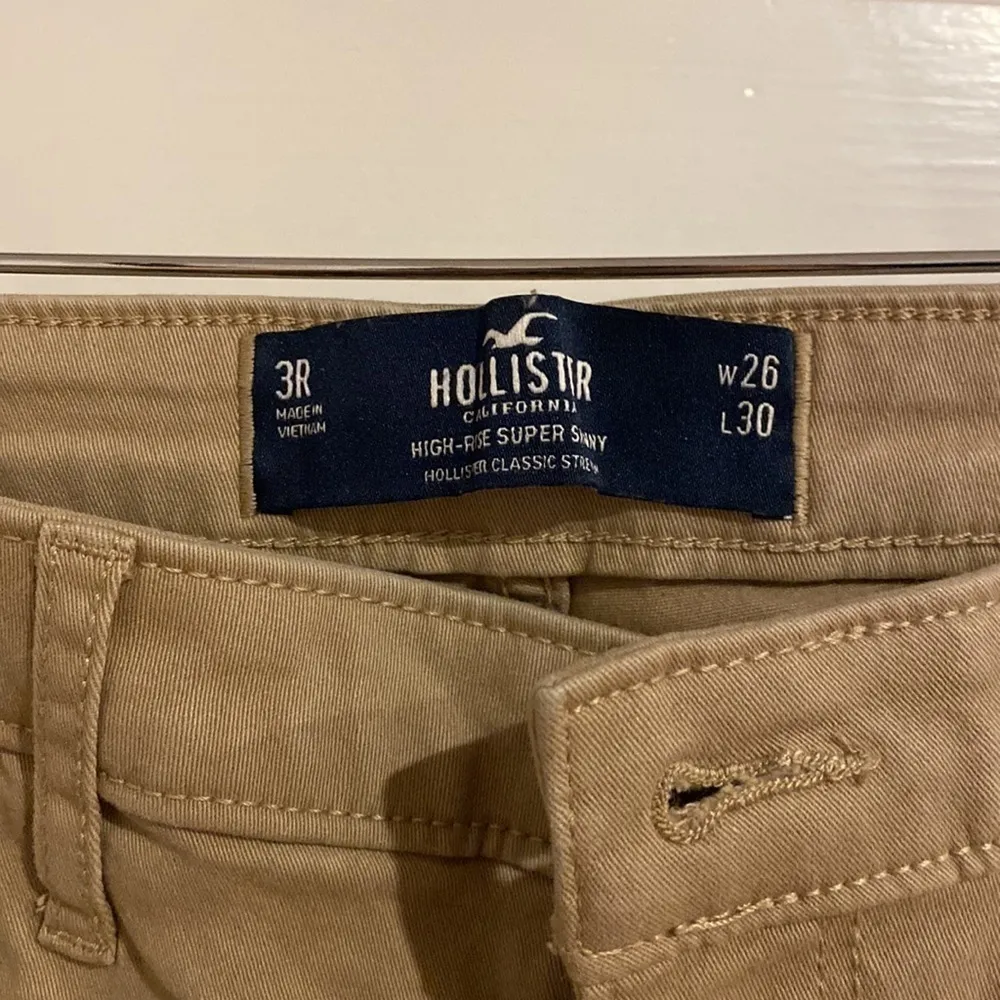 3R
MADE IN
VIETNAM
HOLLISTER
CALIFORNIA
HIGH-RISE SUPER SKINNY
HOLLISTER CLASSIC STRETCH
W26
L30